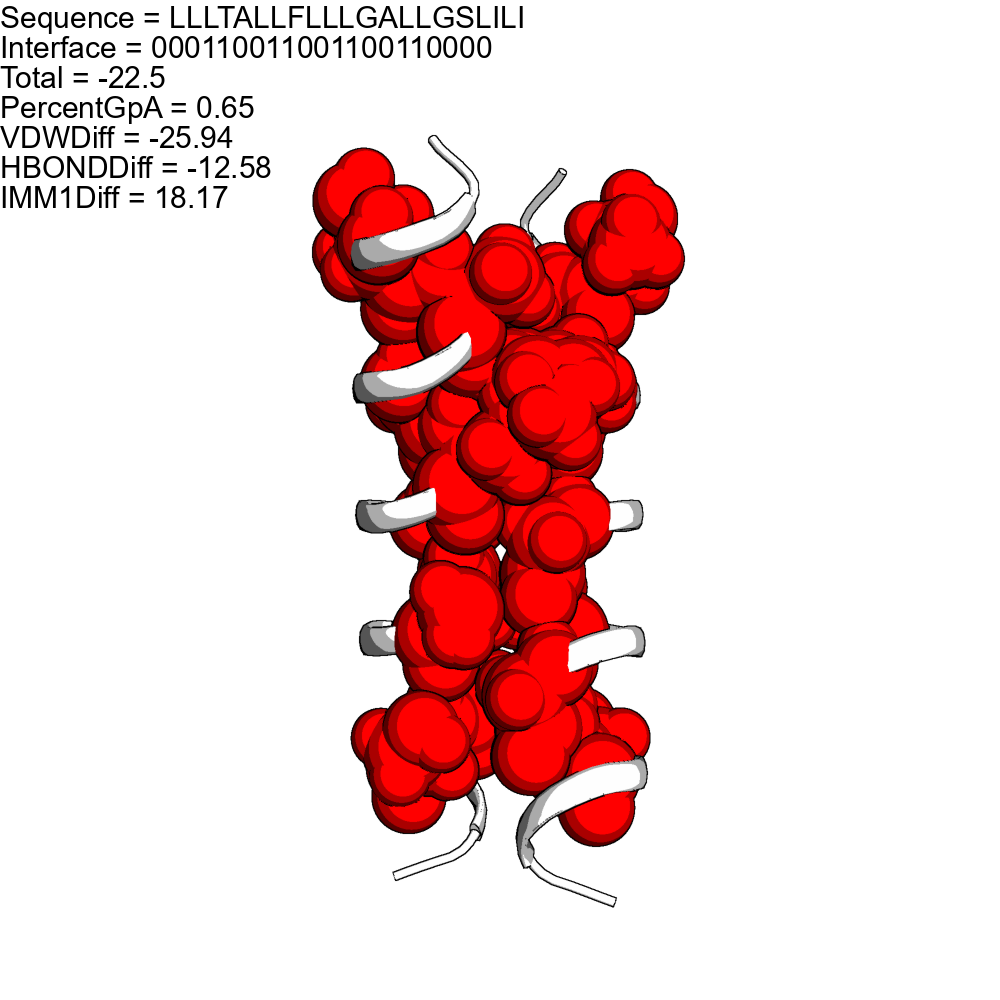 Sequence = LLLTALLFLLLGALLGSLILI
Interface = 000110011001100110000
Total = -22.5
PercentGpA = 0.65
VDWDiff = -25.94
HBONDDiff = -12.58
IMM1Diff = 18.17